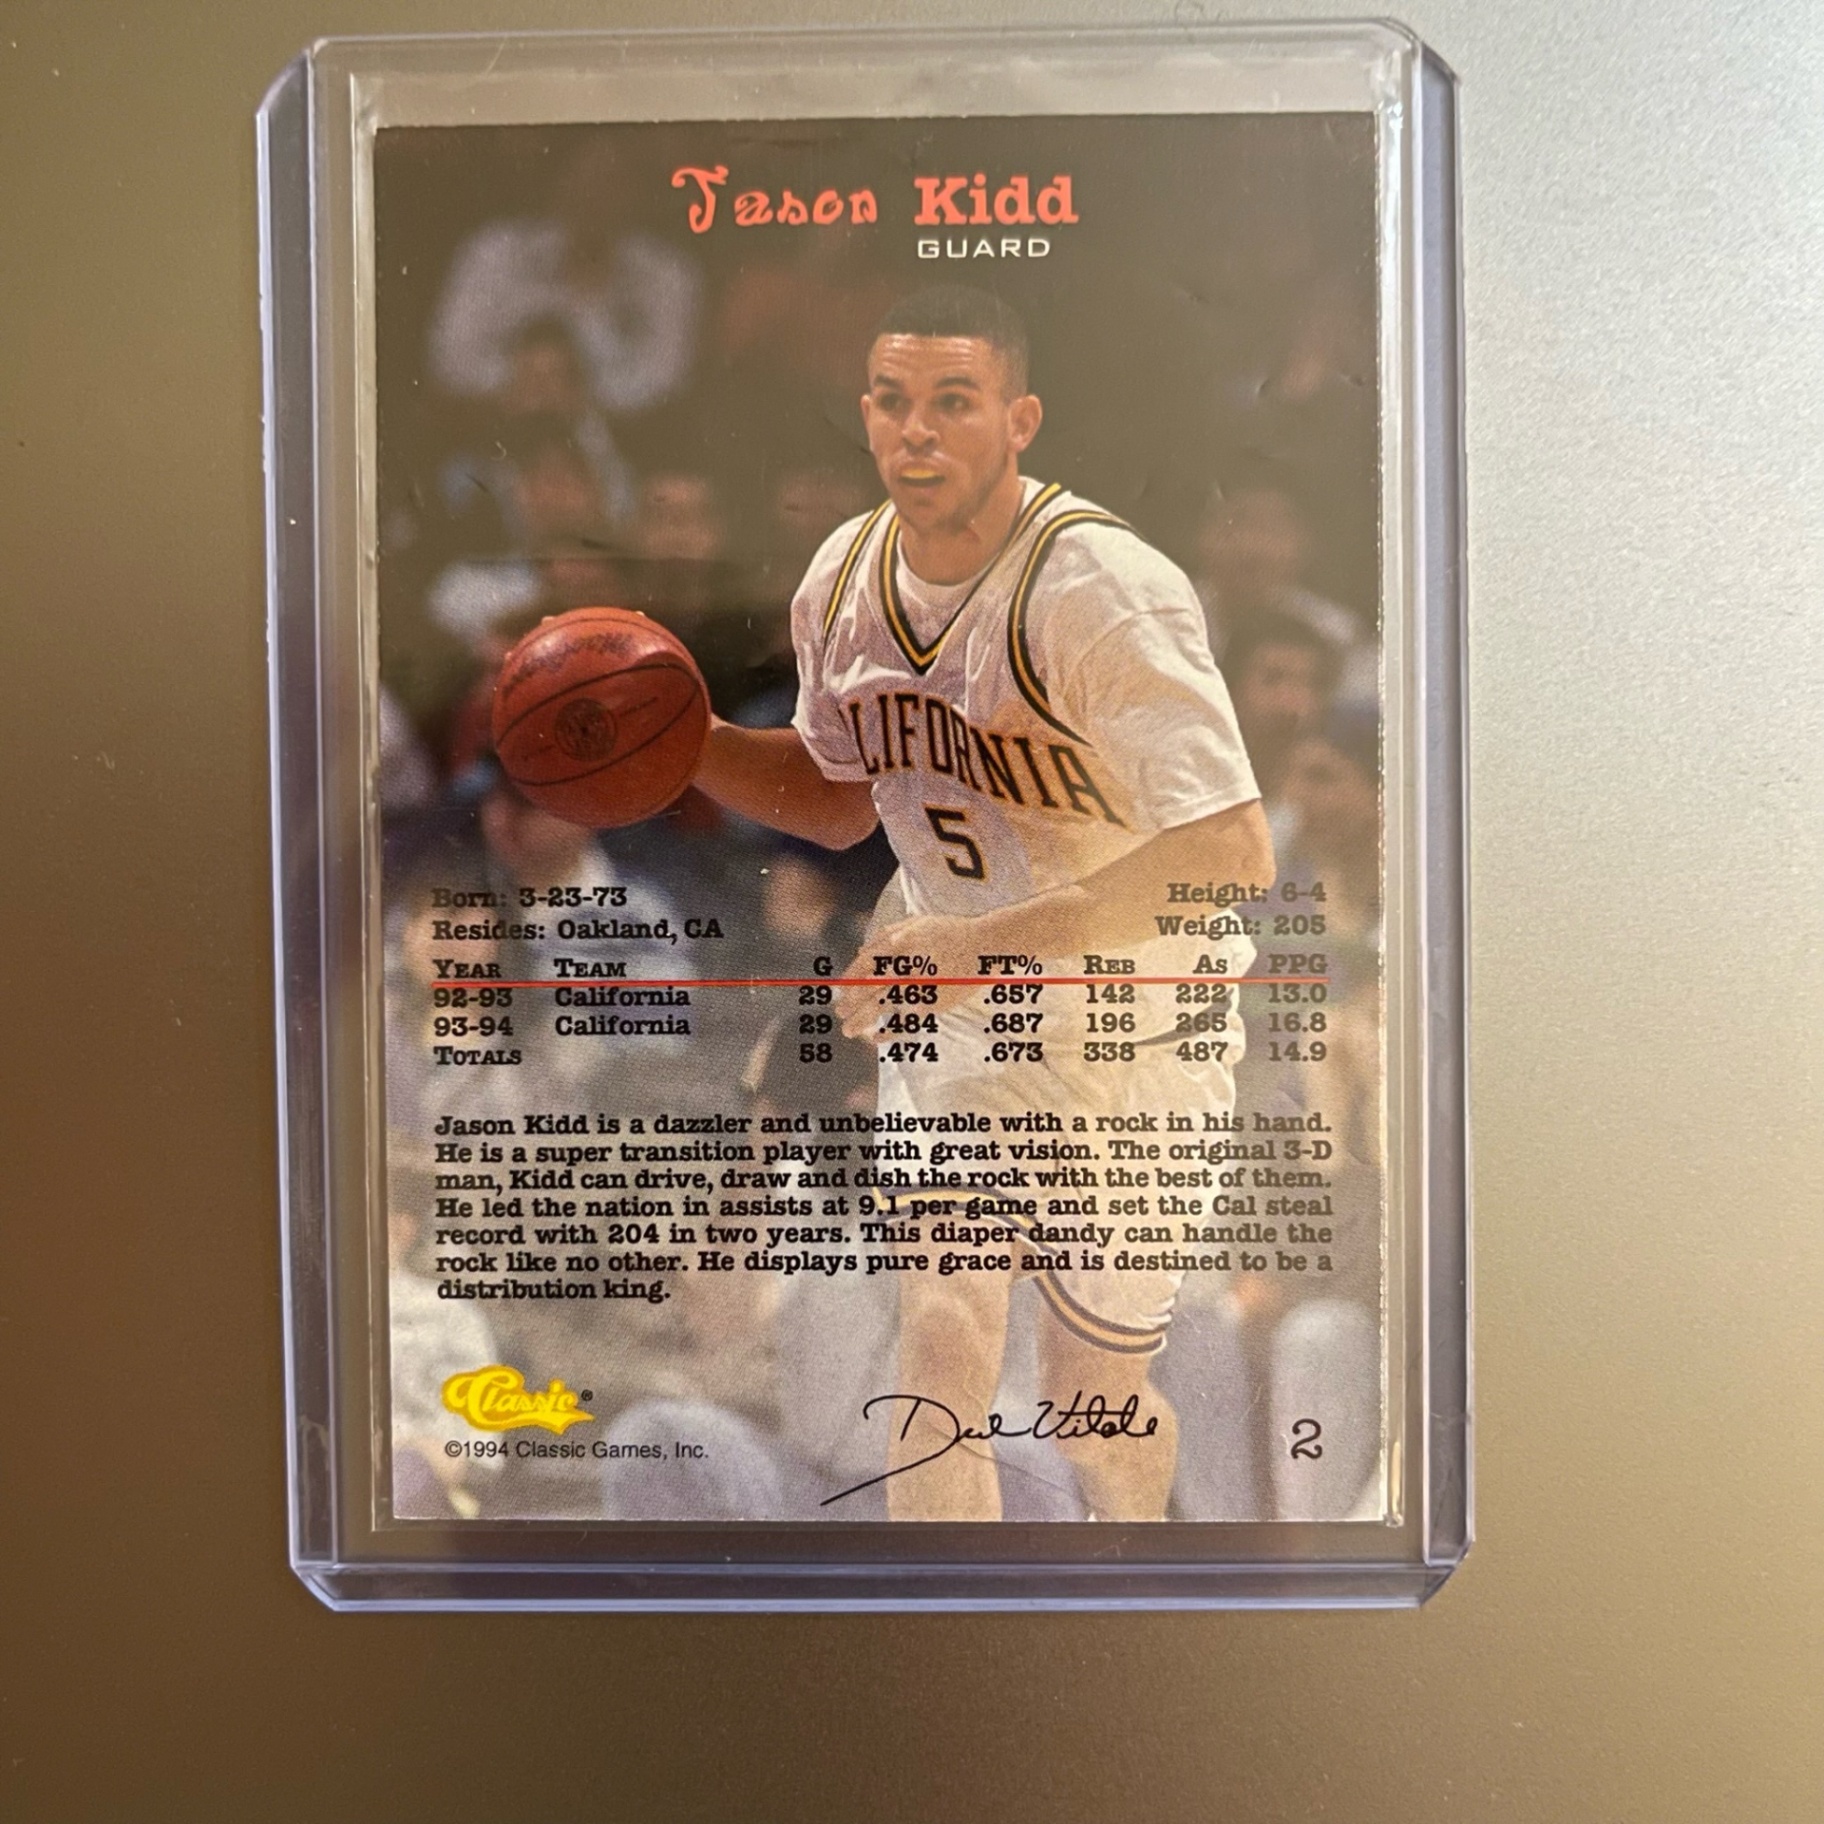 Jason Kidd
GUARD
LIFORNIA
5
Born: 3-23-73 Height: 6-4
Resides: Oakland, CA Weight: 205
YEAR TEAM G FG% FT% REB AS PPG
92-93 California 29 .463 .657 142 222 13.0
93-94 California 29 .484 .687 196 265 16.8
TOTALS 58 .474 .673 338 487 14.9
Jason Kidd is a dazzler and unbelievable with a rock in his hand.
He is a super transition player with great vision. The original 3-D
man, Kidd can drive, draw and dish the rock with the best of them.
He led the nation in assists at 9.1 per game and set the Cal steal
record with 204 in two years. This diaper dandy can handle the
rock like no other. He displays pure grace and is destined to be a
distribution king.
Classic®
©1994 Classic Games, Inc.
Dick Vitale
2